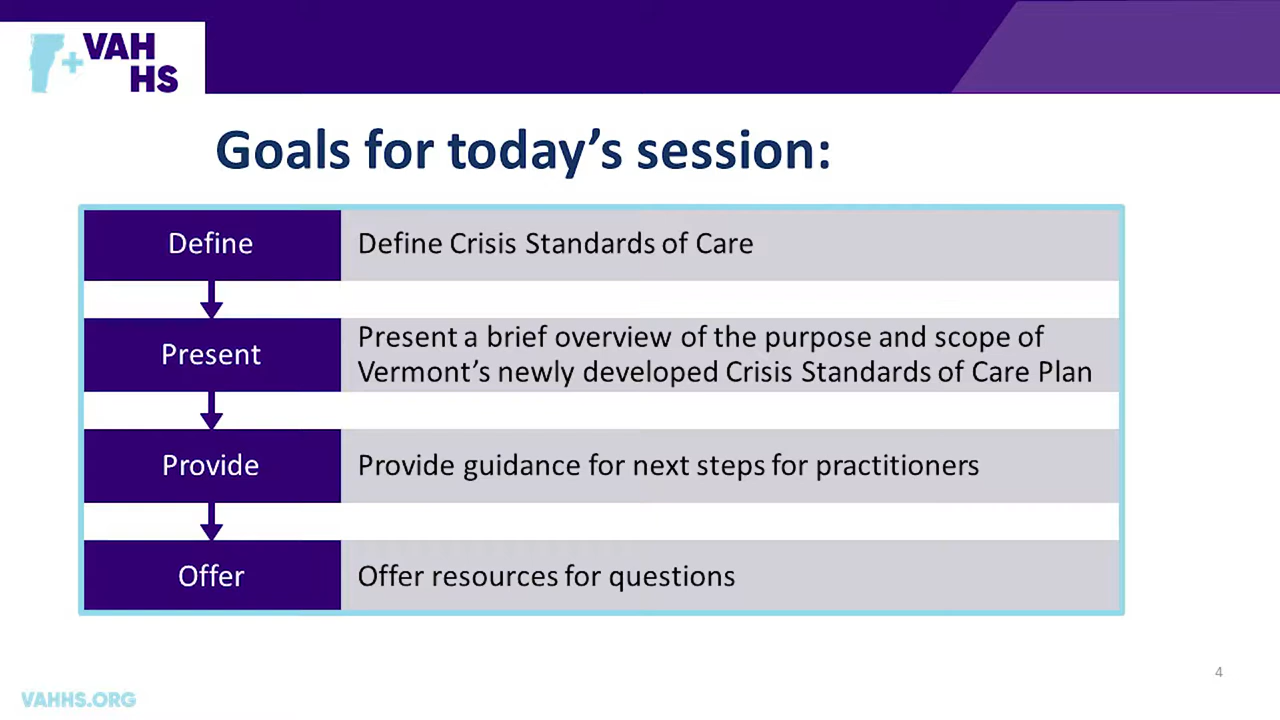 +VAH
HS
Goals for today's session:
Define
Define Crisis Standards of Care
Present
Present a brief overview of the purpose and scope of
Vermont's newly developed Crisis Standards of Care Plan
Provide
Provide guidance for next steps for practitioners
Offer
Offer resources for questions
4
VAHHS.ORG